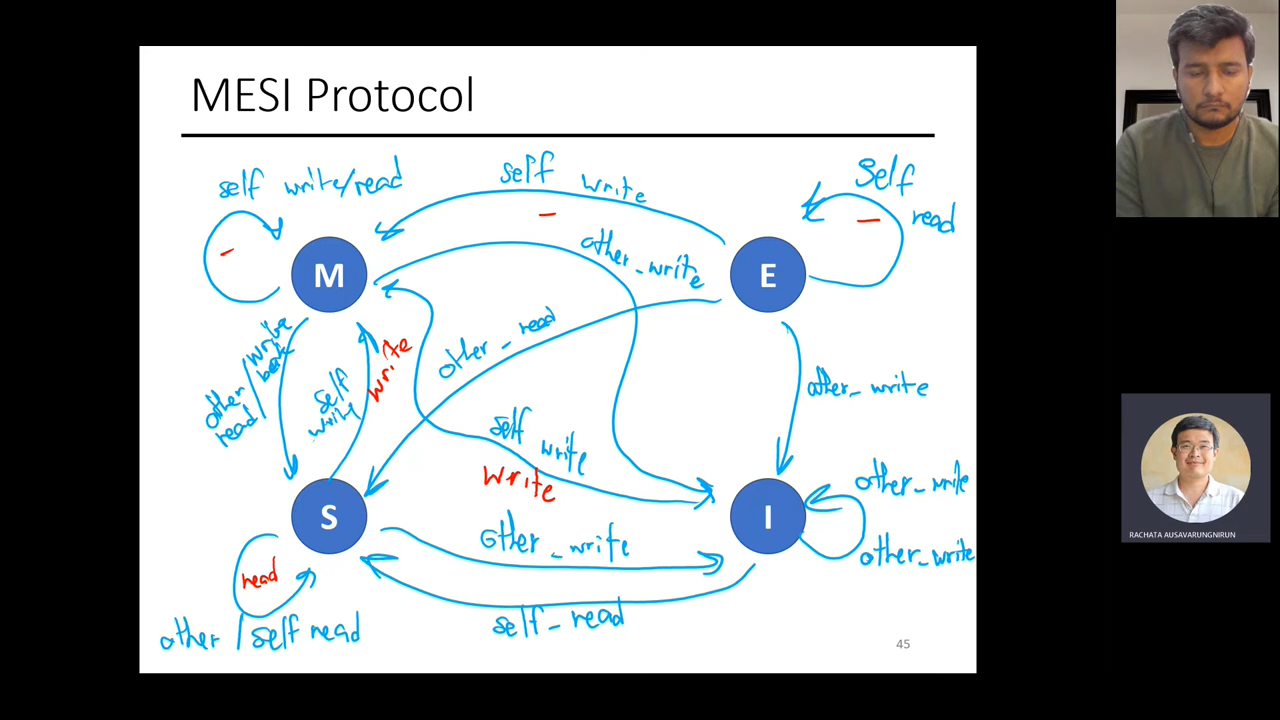 MESI Protocol
self write/read
self write
self read
—
—
—
M
E
other_write
other_read
write back
other read/
self write
write
other_write
self write
write
S
I
other_write
other_write
other_write
read
self_read
other / self read
45
RACHATA AUSAVARUNGNIRUN